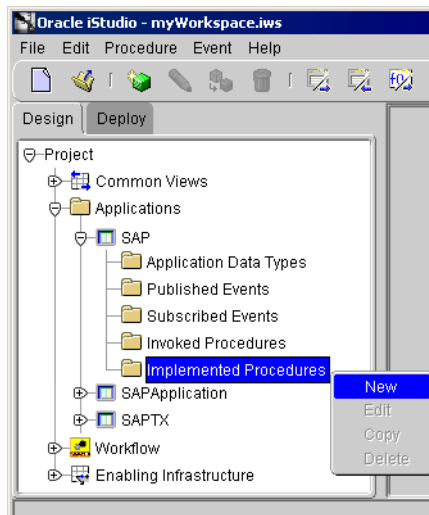 Oracle iStudio - myWorkspace.iws
File Edit Procedure Event Help
Design Deploy
Project
Common Views
Applications
SAP
Application Data Types
Published Events
Subscribed Events
Invoked Procedures
Implemented Procedures
New
SAPApplication
Edit
Copy
SAPTX
Workflow
Delete
Enabling Infrastructure